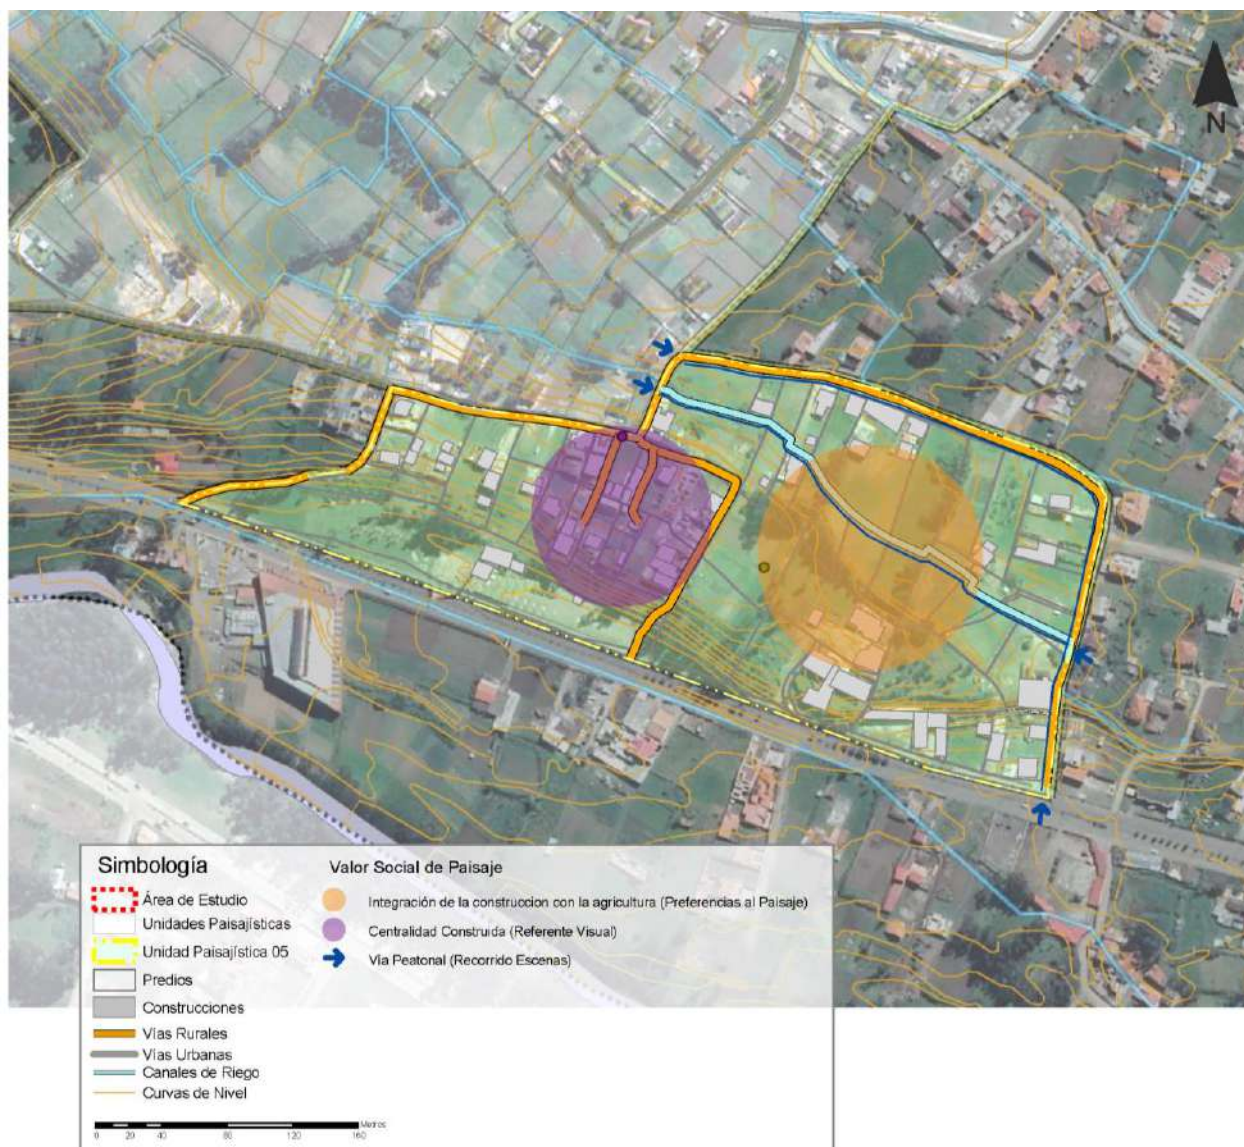 N
Simbología
Área de Estudio
Unidades Paisajísticas
Unidad Paisajística 05
Predios
Construcciones
Vías Rurales
Vías Urbanas
Canales de Riego
Curvas de Nivel
Valor Social de Paisaje
Integración de la construccion con la agricultura (Preferencias al Paisaje)
Centralidad Construida (Referente Visual)
Vía Peatonal (Recorrido Escenas)
Metros
0 20 40 80 120 160